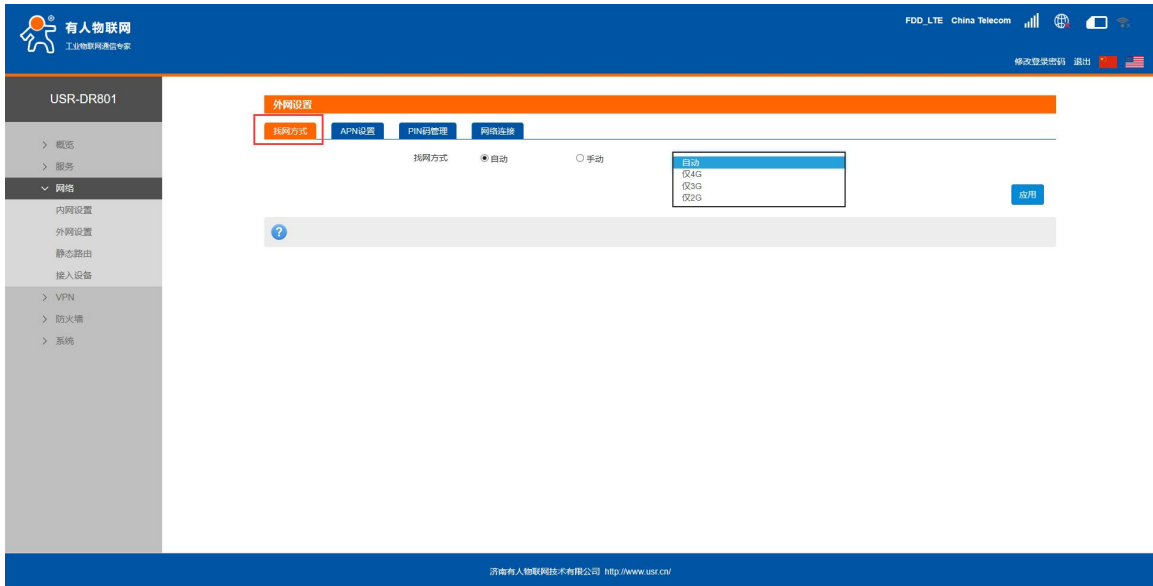 有人物联网
工业物联网通信专家
FDD_LTE China Telecom
修改登录密码 退出
USR-DR801
概览
服务
网络
内网设置
外网设置
静态路由
接入设备
VPN
防火墙
系统
外网设置
找网方式 APN设置 PIN码管理 网络连接
找网方式 自动 手动
自动
仅4G
仅3G
仅2G
应用
济南有人物联网技术有限公司 http://www.usr.cn/